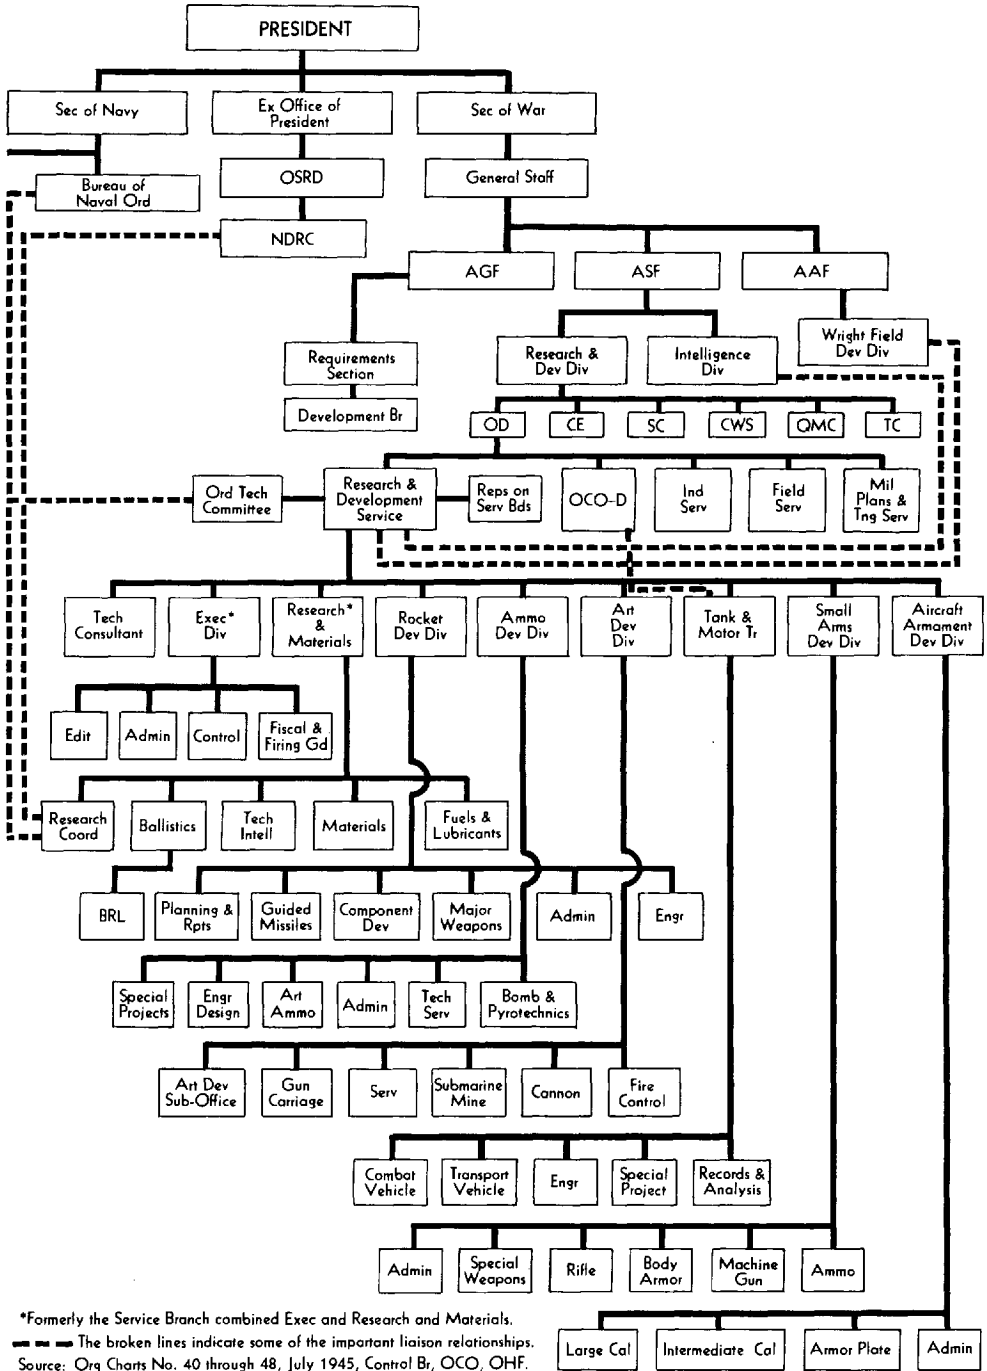 PRESIDENT
Sec of Navy
Ex Office of
President
Sec of War
Bureau of
Naval Ord
OSRD
General Staff
NDRC
AGF
ASF
AAF
Requirements
Section
Research &
Dev Div
Intelligence
Div
Wright Field
Dev Div
Development Br
OD
CE
SC
CWS
QMC
TC
Ord Tech
Committee
Research &
Development
Service
Reps on
Serv Bds
OCO-D
Ind
Serv
Field
Serv
Mil
Plans &
Tng Serv
Tech
Consultant
Exec*
Div
Research*
&
Materials
Rocket
Dev Div
Ammo
Dev Div
Art
Dev
Div
Tank &
Motor Tr
Small
Arms
Dev Div
Aircraft
Armament
Dev Div
Edit
Admin
Control
Fiscal &
Firing Gd
Research
Coord
Ballistics
Tech
Intell
Materials
Fuels &
Lubricants
BRL
Planning &
Rpts
Guided
Missiles
Component
Dev
Major
Weapons
Admin
Engr
Special
Projects
Engr
Design
Art
Ammo
Admin
Tech
Serv
Bomb &
Pyrotechnics
Art Dev
Sub-Office
Gun
Carriage
Serv
Submarine
Mine
Cannon
Fire
Control
Combat
Vehicle
Transport
Vehicle
Engr
Special
Project
Records &
Analysis
Admin
Special
Weapons
Rifle
Body
Armor
Machine
Gun
Ammo
Large Cal
Intermediate Cal
Armor Plate
Admin
*Formerly the Service Branch combined Exec and Research and Materials.
The broken lines indicate some of the important liaison relationships.
Source: Org Charts No. 40 through 48, July 1945, Control Br, OCO, OHF.